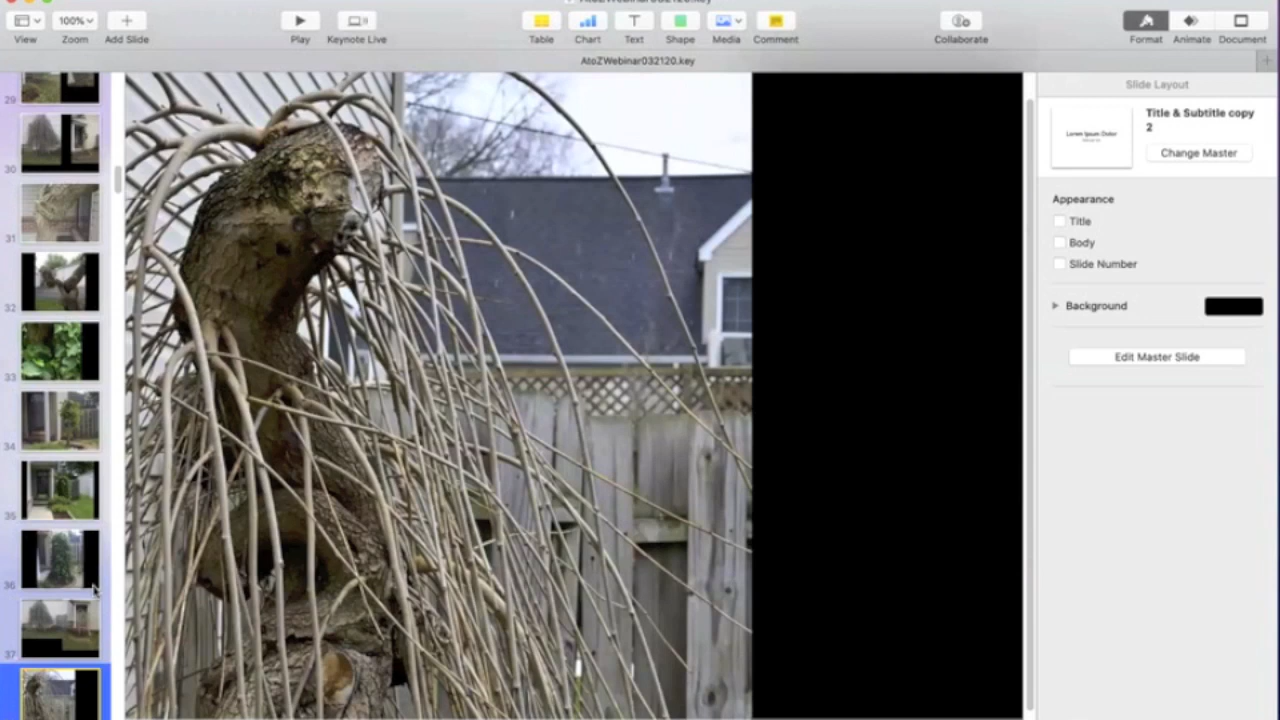 AtoZWebinar032120.key
100%
View
Zoom
Add Slide
Play
Keynote Live
Table
Chart
Text
Shape
Media
Comment
Collaborate
Format
Animate
Document
AtoZWebinar032120.key
Slide Layout
Lorem Ipsum Dolor
Title & Subtitle copy
2
Change Master
Appearance
Title
Body
Slide Number
Background
Edit Master Slide
29
30
31
32
33
34
35
36
37